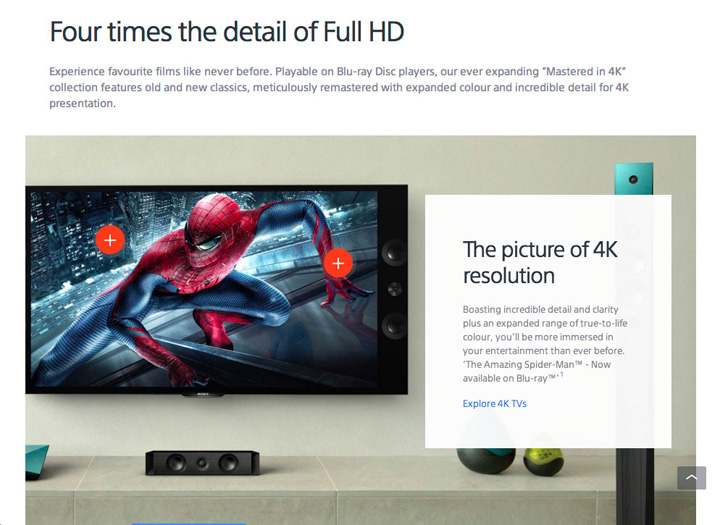 Four times the detail of Full HD
Experience favourite films like never before. Playable on Blu-ray Disc players, our ever expanding “Mastered in 4K”
collection features old and new classics, meticulously remastered with expanded colour and incredible detail for 4K
presentation.
SONY
The picture of 4K
resolution
Boasting incredible detail and clarity
plus an expanded range of true-to-life
colour, you'll be more immersed in
your entertainment than ever before.
‘The Amazing Spider-Man™ - Now
available on Blu-ray™’1
Explore 4K TVs